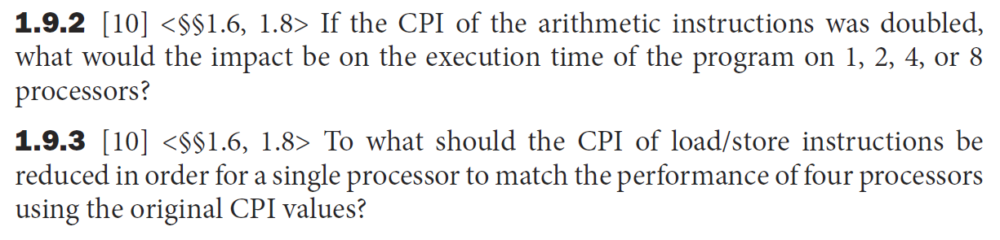 1.9.2 [10] <§§1.6, 1.8> If the CPI of the arithmetic instructions was doubled,
what would the impact be on the execution time of the program on 1, 2, 4, or 8
processors?
1.9.3 [10] <§§1.6, 1.8> To what should the CPI of load/store instructions be
reduced in order for a single processor to match the performance of four processors
using the original CPI values?